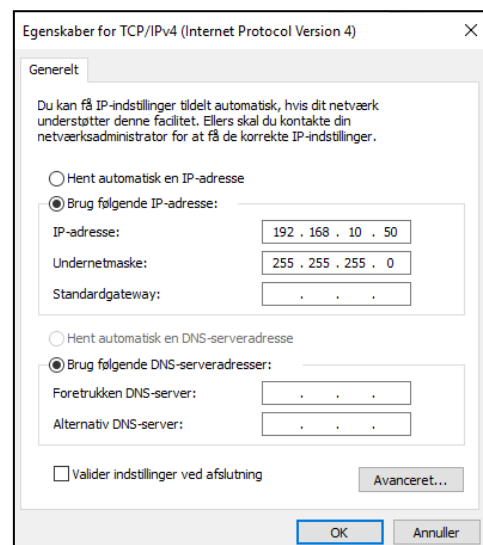 Egenskaber for TCP/IPv4 (Internet Protocol Version 4)
Generelt
Du kan få IP-indstillinger tildelt automatisk, hvis dit netværk
understøtter denne facilitet. Ellers skal du kontakte din
netværksadministrator for at få de korrekte IP-indstillinger.
Hent automatisk en IP-adresse
Brug følgende IP-adresse:
IP-adresse: 192 . 168 . 10 . 50
Undernetmaske: 255 . 255 . 255 . 0
Standardgateway: . . .
Hent automatisk en DNS-serveradresse
Brug følgende DNS-serveradresser:
Foretrukken DNS-server: . . .
Alternativ DNS-server: . . .
Valider indstillinger ved afslutning
Avanceret...
OK Annuller